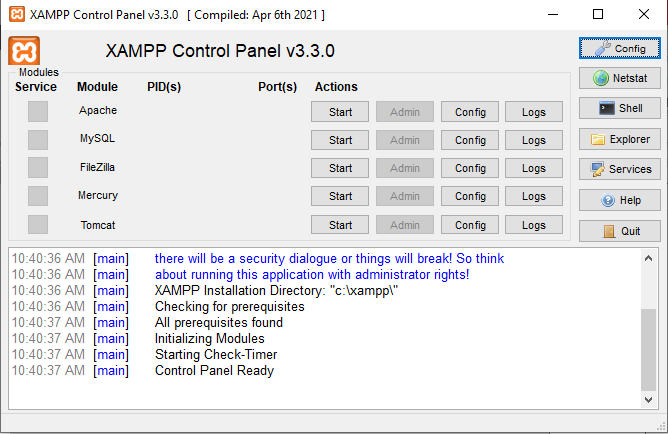 XAMPP Control Panel v3.3.0 [ Compiled: Apr 6th 2021 ]
XAMPP Control Panel v3.3.0
Config
Modules
Service Module PID(s) Port(s) Actions
Netstat
Apache Start Admin Config Logs
Shell
MySQL Start Admin Config Logs
Explorer
FileZilla Start Admin Config Logs
Services
Mercury Start Admin Config Logs
Help
Tomcat Start Admin Config Logs
Quit
10:40:36 AM [main] there will be a security dialogue or things will break! So think
10:40:36 AM [main] about running this application with administrator rights!
10:40:36 AM [main] XAMPP Installation Directory: "c:\xampp\"
10:40:36 AM [main] Checking for prerequisites
10:40:37 AM [main] All prerequisites found
10:40:37 AM [main] Initializing Modules
10:40:37 AM [main] Starting Check-Timer
10:40:37 AM [main] Control Panel Ready